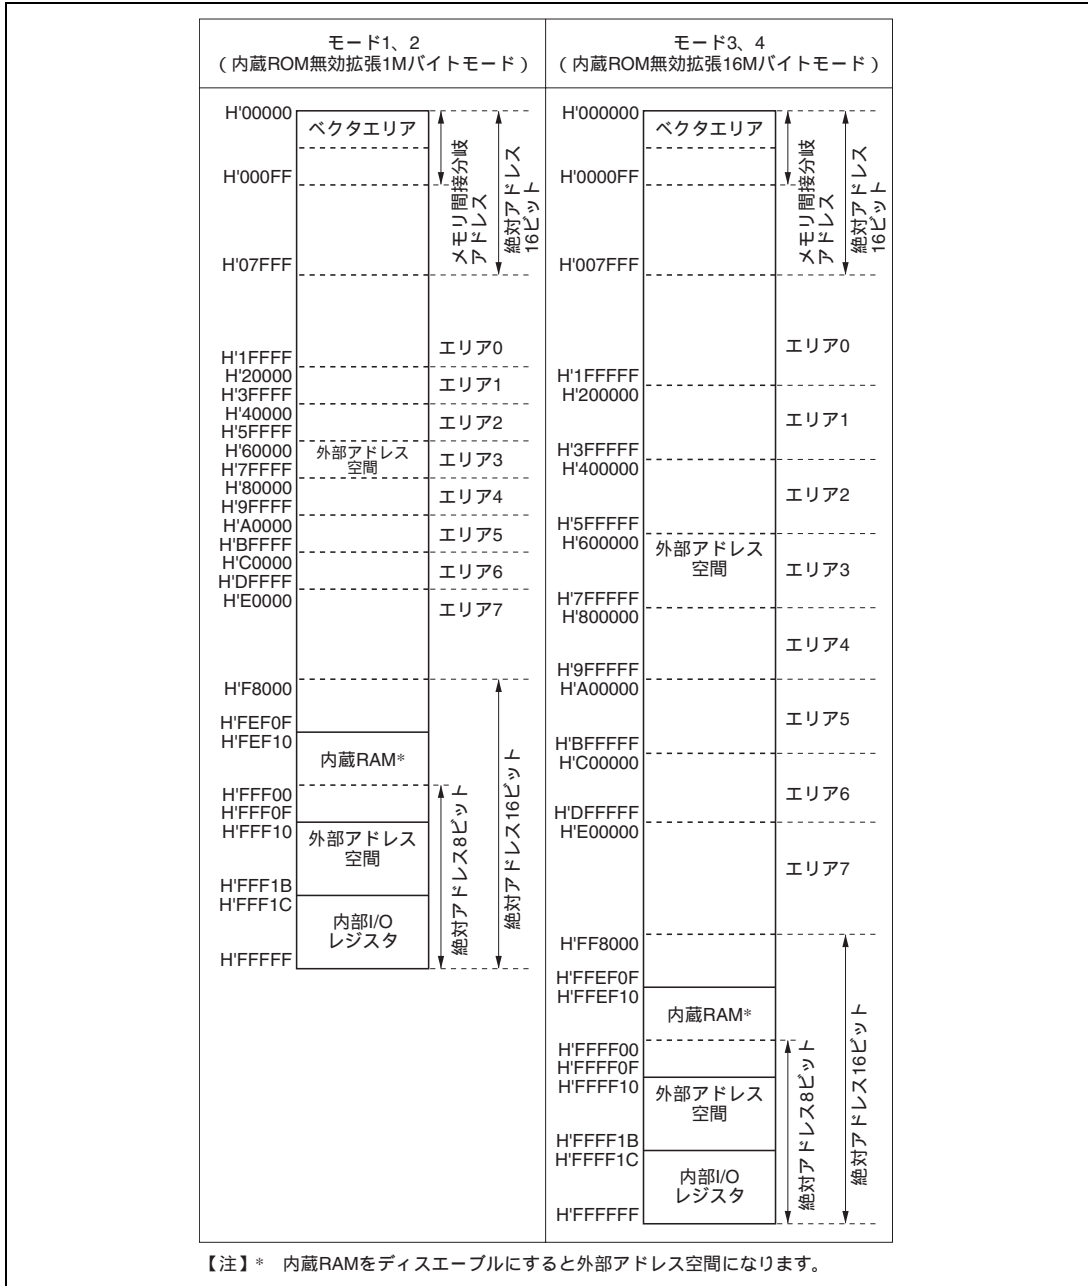 モード1、2
（内蔵ROM無効拡張1Mバイトモード）
H'00000
ベクタエリア
H'000FF
メモリ間接分岐
アドレス
絶対アドレス
16ビット
H'07FFF
H'1FFFF
エリア0
H'20000
H'3FFFF
エリア1
H'40000
H'5FFFF
エリア2
H'60000
H'7FFFF
外部アドレス
空間
エリア3
H'80000
H'9FFFF
エリア4
H'A0000
H'BFFFF
エリア5
H'C0000
H'DFFFF
エリア6
H'E0000
エリア7
H'F8000
H'FEF0F
H'FEF10
内蔵RAM*
H'FFF00
H'FFF0F
H'FFF10
外部アドレス
空間
H'FFF1B
H'FFF1C
内部I/O
レジスタ
H'FFFFF
絶対アドレス8ビット
絶対アドレス16ビット
モード3、4
（内蔵ROM無効拡張16Mバイトモード）
H'000000
ベクタエリア
H'0000FF
メモリ間接分岐
アドレス
絶対アドレス
16ビット
H'007FFF
エリア0
H'1FFFFF
H'200000
エリア1
H'3FFFFF
H'400000
エリア2
H'5FFFFF
H'600000
外部アドレス
空間
エリア3
H'7FFFFF
H'800000
エリア4
H'9FFFFF
H'A00000
エリア5
H'BFFFFF
H'C00000
エリア6
H'DFFFFF
H'E00000
エリア7
H'FF8000
H'FFEF0F
H'FFEF10
内蔵RAM*
H'FFFF00
H'FFFF0F
H'FFFF10
外部アドレス
空間
H'FFFF1B
H'FFFF1C
内部I/O
レジスタ
H'FFFFFF
絶対アドレス8ビット
絶対アドレス16ビット
【注】* 内蔵RAMをディスエーブルにすると外部アドレス空間になります。